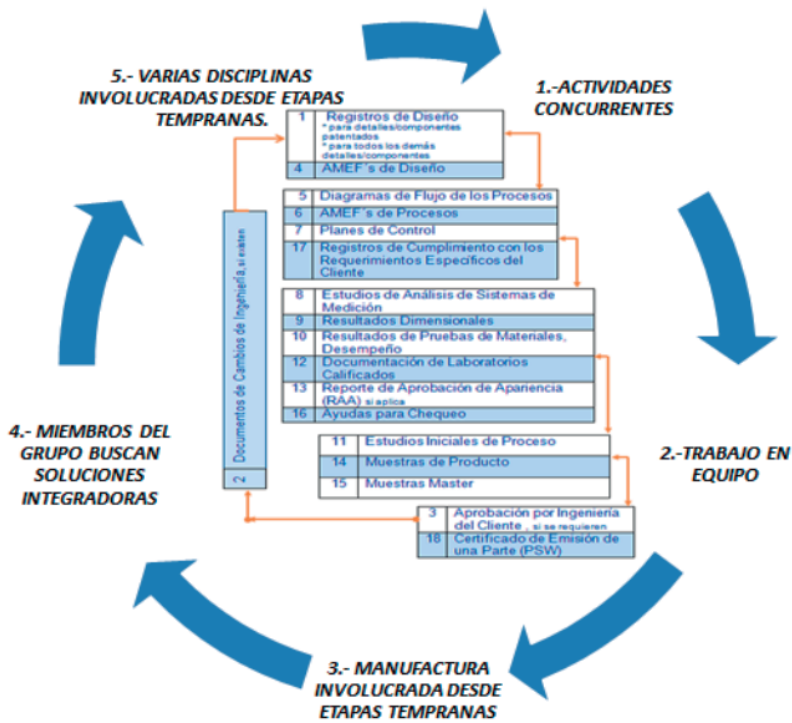 5.- VARIAS DISCIPLINAS
INVOLUCRADAS DESDE ETAPAS
TEMPRANAS.
1.-ACTIVIDADES
CONCURRENTES
1 Registros de Diseño
* para detalles/componentes
patentados
* para todos los demás
detalles/componentes
4 AMEF´s de Diseño
5 Diagramas de Flujo de los Procesos
6 AMEF´s de Procesos
7 Planes de Control
17 Registros de Cumplimiento con los
Requerimientos Específicos del
Cliente
2 Documentos de Cambios de Ingeniería, si existen
8 Estudios de Análisis de Sistemas de
Medición
9 Resultados Dimensionales
10 Resultados de Pruebas de Materiales,
Desempeño
12 Documentación de Laboratorios
Calificados
13 Reporte de Aprobación de Apariencia
(RAA) si aplica
16 Ayudas para Chequeo
11 Estudios Iniciales de Proceso
14 Muestras de Producto
15 Muestras Master
3 Aprobación por Ingeniería
del Cliente , si se requieren
18 Certificado de Emisión de
una Parte (PSW)
2.-TRABAJO EN
EQUIPO
4.- MIEMBROS DEL
GRUPO BUSCAN
SOLUCIONES
INTEGRADORAS
3.- MANUFACTURA
INVOLUCRADA DESDE
ETAPAS TEMPRANAS